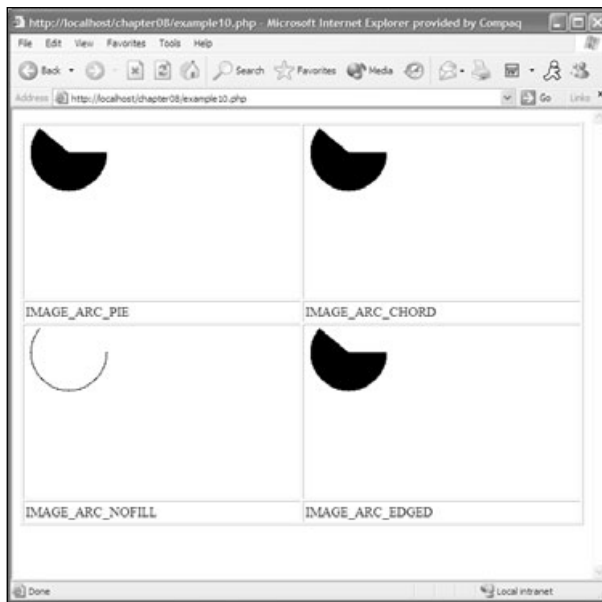 http://localhost/chapter08/example10.php - Microsoft Internet Explorer provided by Compaq
File Edit View Favorites Tools Help
Back Search Favorites Media
Address http://localhost/chapter08/example10.php Go Links
IMAGE_ARC_PIE IMAGE_ARC_CHORD
IMAGE_ARC_NOFILL IMAGE_ARC_EDGED
Done Local intranet